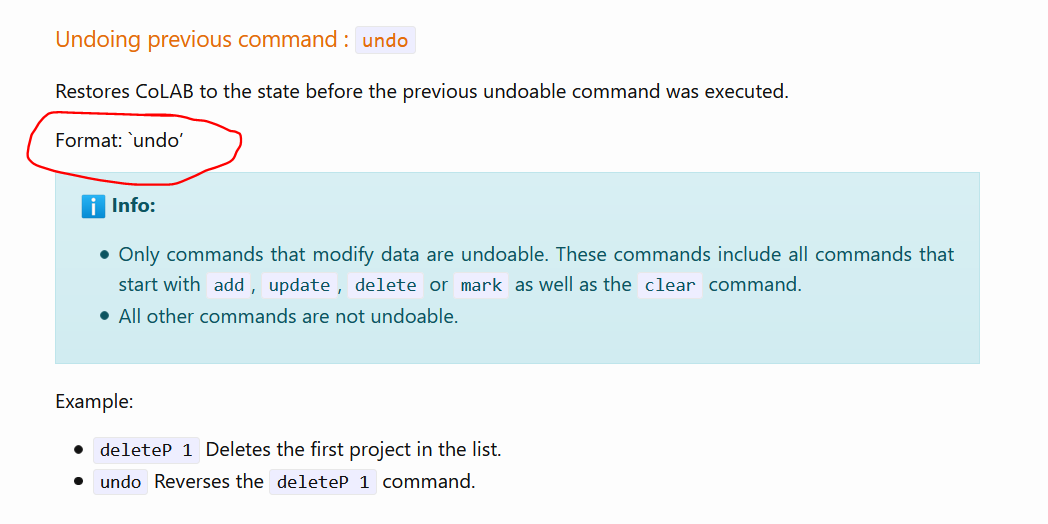 Undoing previous command : undo
Restores CoLAB to the state before the previous undoable command was executed.
Format: `undo’
Info:
Only commands that modify data are undoable. These commands include all commands that
start with add, update, delete or mark as well as the clear command.
All other commands are not undoable.
Example:
deleteP 1 Deletes the first project in the list.
undo Reverses the deleteP 1 command.